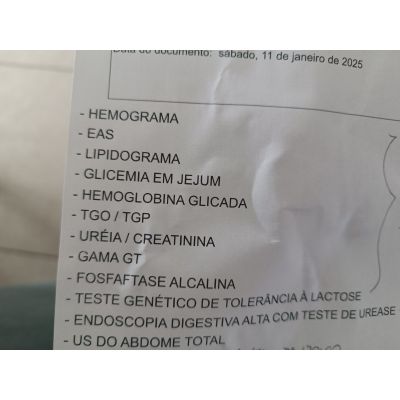 Data do documento: sábado, 11 de janeiro de 2025
- HEMOGRAMA
- EAS
- LIPIDOGRAMA
- GLICEMIA EM JEJUM
- HEMOGLOBINA GLICADA
- TGO / TGP
- URÉIA / CREATININA
- GAMA GT
- FOSFAFTASE ALCALINA
- TESTE GENÉTICO DE TOLERÂNCIA À LACTOSE
- ENDOSCOPIA DIGESTIVA ALTA COM TESTE DE UREASE
- US DO ABDOME TOTAL